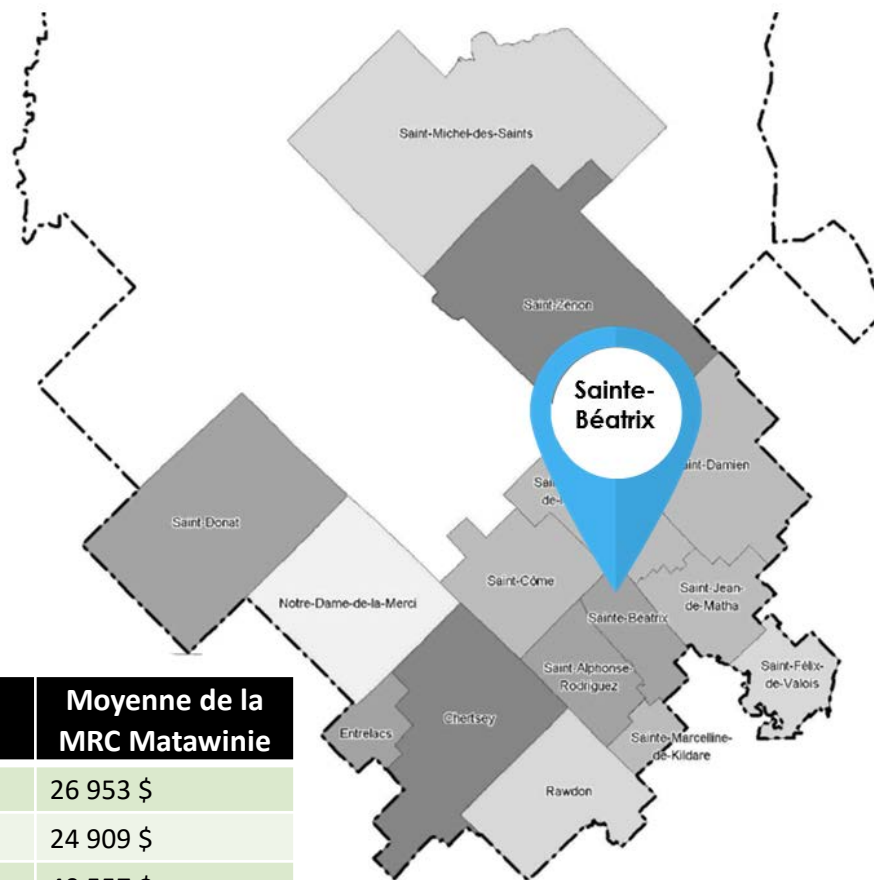 Saint-Michel-des-Saints
Saint-Zénon
Sainte-
Béatrix
Saint-Damien
Saint-Donat
Saint-Côme
Notre-Dame-de-la-Merci
Sainte-Béatrix
Saint-Jean-
de-Matha
Saint-Alphonse-
Rodriguez
Saint-Félix-
de-Valois
Chertsey
Entrelacs
Sainte-Marcelline-
de-Kildare
Rawdon
Moyenne de la
MRC Matawinie
26 953 $
24 909 $